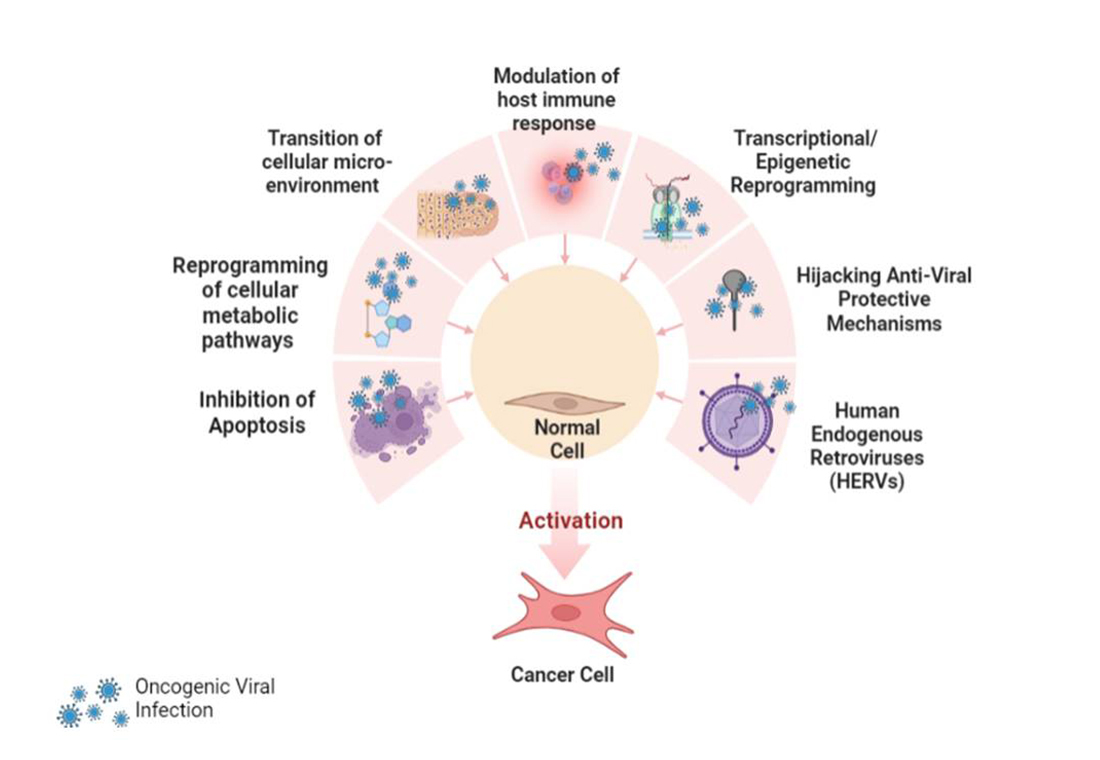 Modulation of
host immune
response
Transition of
cellular micro-
environment
Transcriptional/
Epigenetic
Reprogramming
Reprogramming
of cellular
metabolic
pathways
Hijacking Anti-Viral
Protective
Mechanisms
Inhibition of
Apoptosis
Human
Endogenous
Retroviruses
(HERVs)
Normal
Cell
Activation
Cancer Cell
Oncogenic Viral
Infection